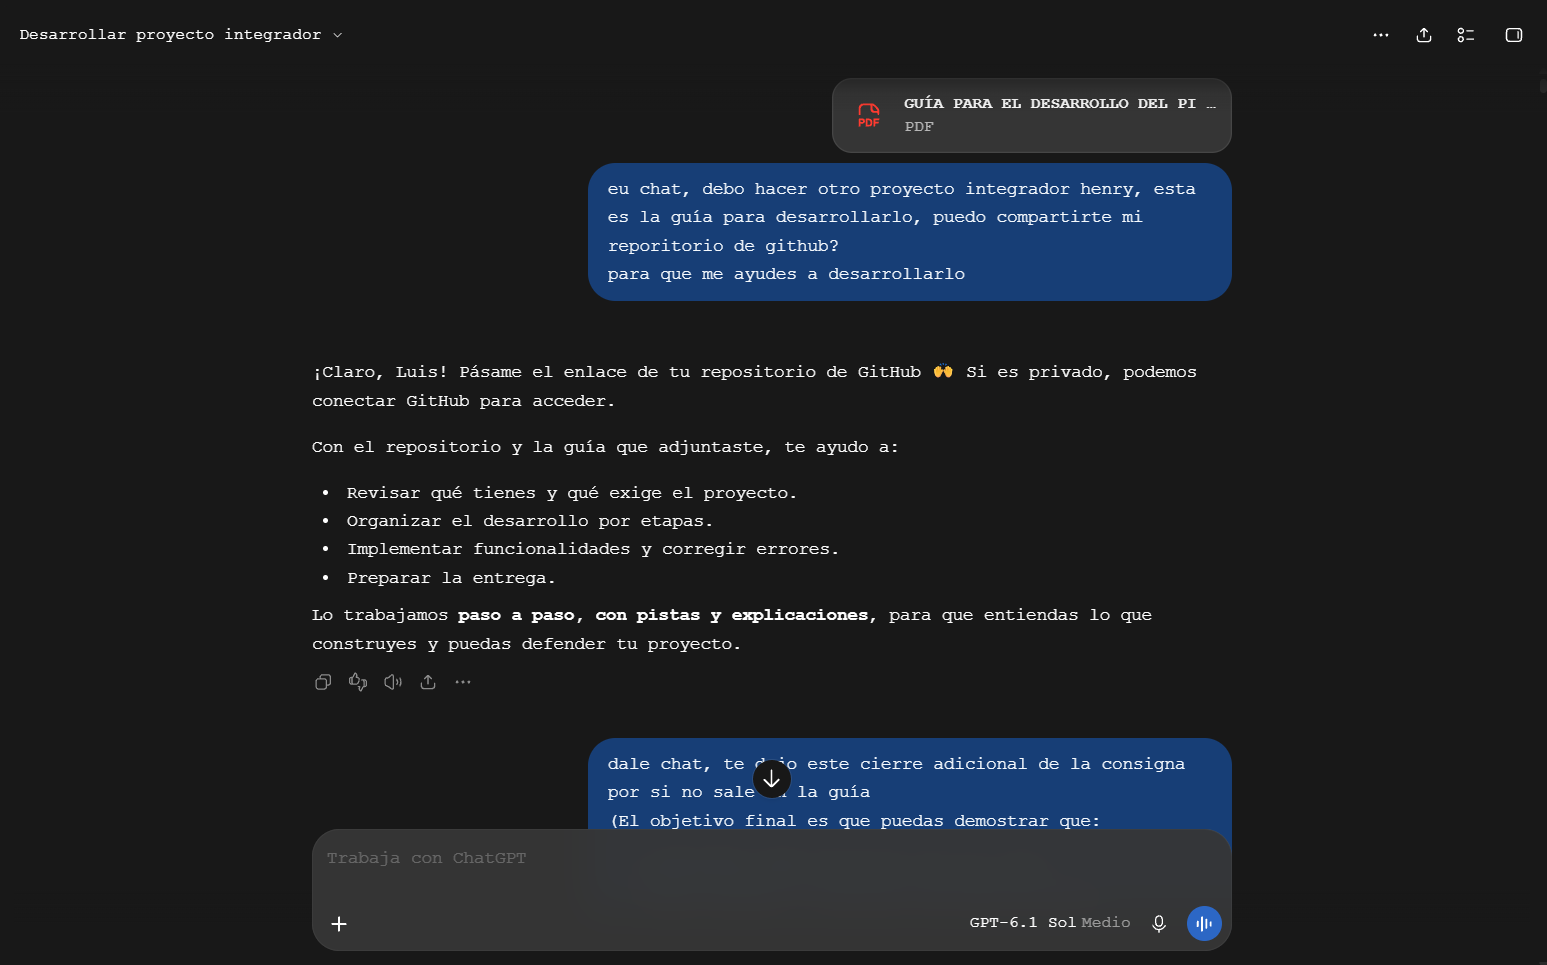 Desarrollar proyecto integrador
GUÍA PARA EL DESARROLLO DEL PI …
PDF
PDF
eu chat, debo hacer otro proyecto integrador henry, esta
es la guía para desarrollarlo, puedo compartirte mi
reporitorio de github?
para que me ayudes a desarrollarlo
¡Claro, Luis! Pásame el enlace de tu repositorio de GitHub 🙌 Si es privado, podemos
conectar GitHub para acceder.
Con el repositorio y la guía que adjuntaste, te ayudo a:
• Revisar qué tienes y qué exige el proyecto.
• Organizar el desarrollo por etapas.
• Implementar funcionalidades y corregir errores.
• Preparar la entrega.
Lo trabajamos paso a paso, con pistas y explicaciones, para que entiendas lo que
construyes y puedas defender tu proyecto.
dale chat, te este cierre adicional de la consigna
por si no sale la guía
(El objetivo final es que puedas demostrar que:
Trabaja con ChatGPT
GPT-6.1 Sol Medio